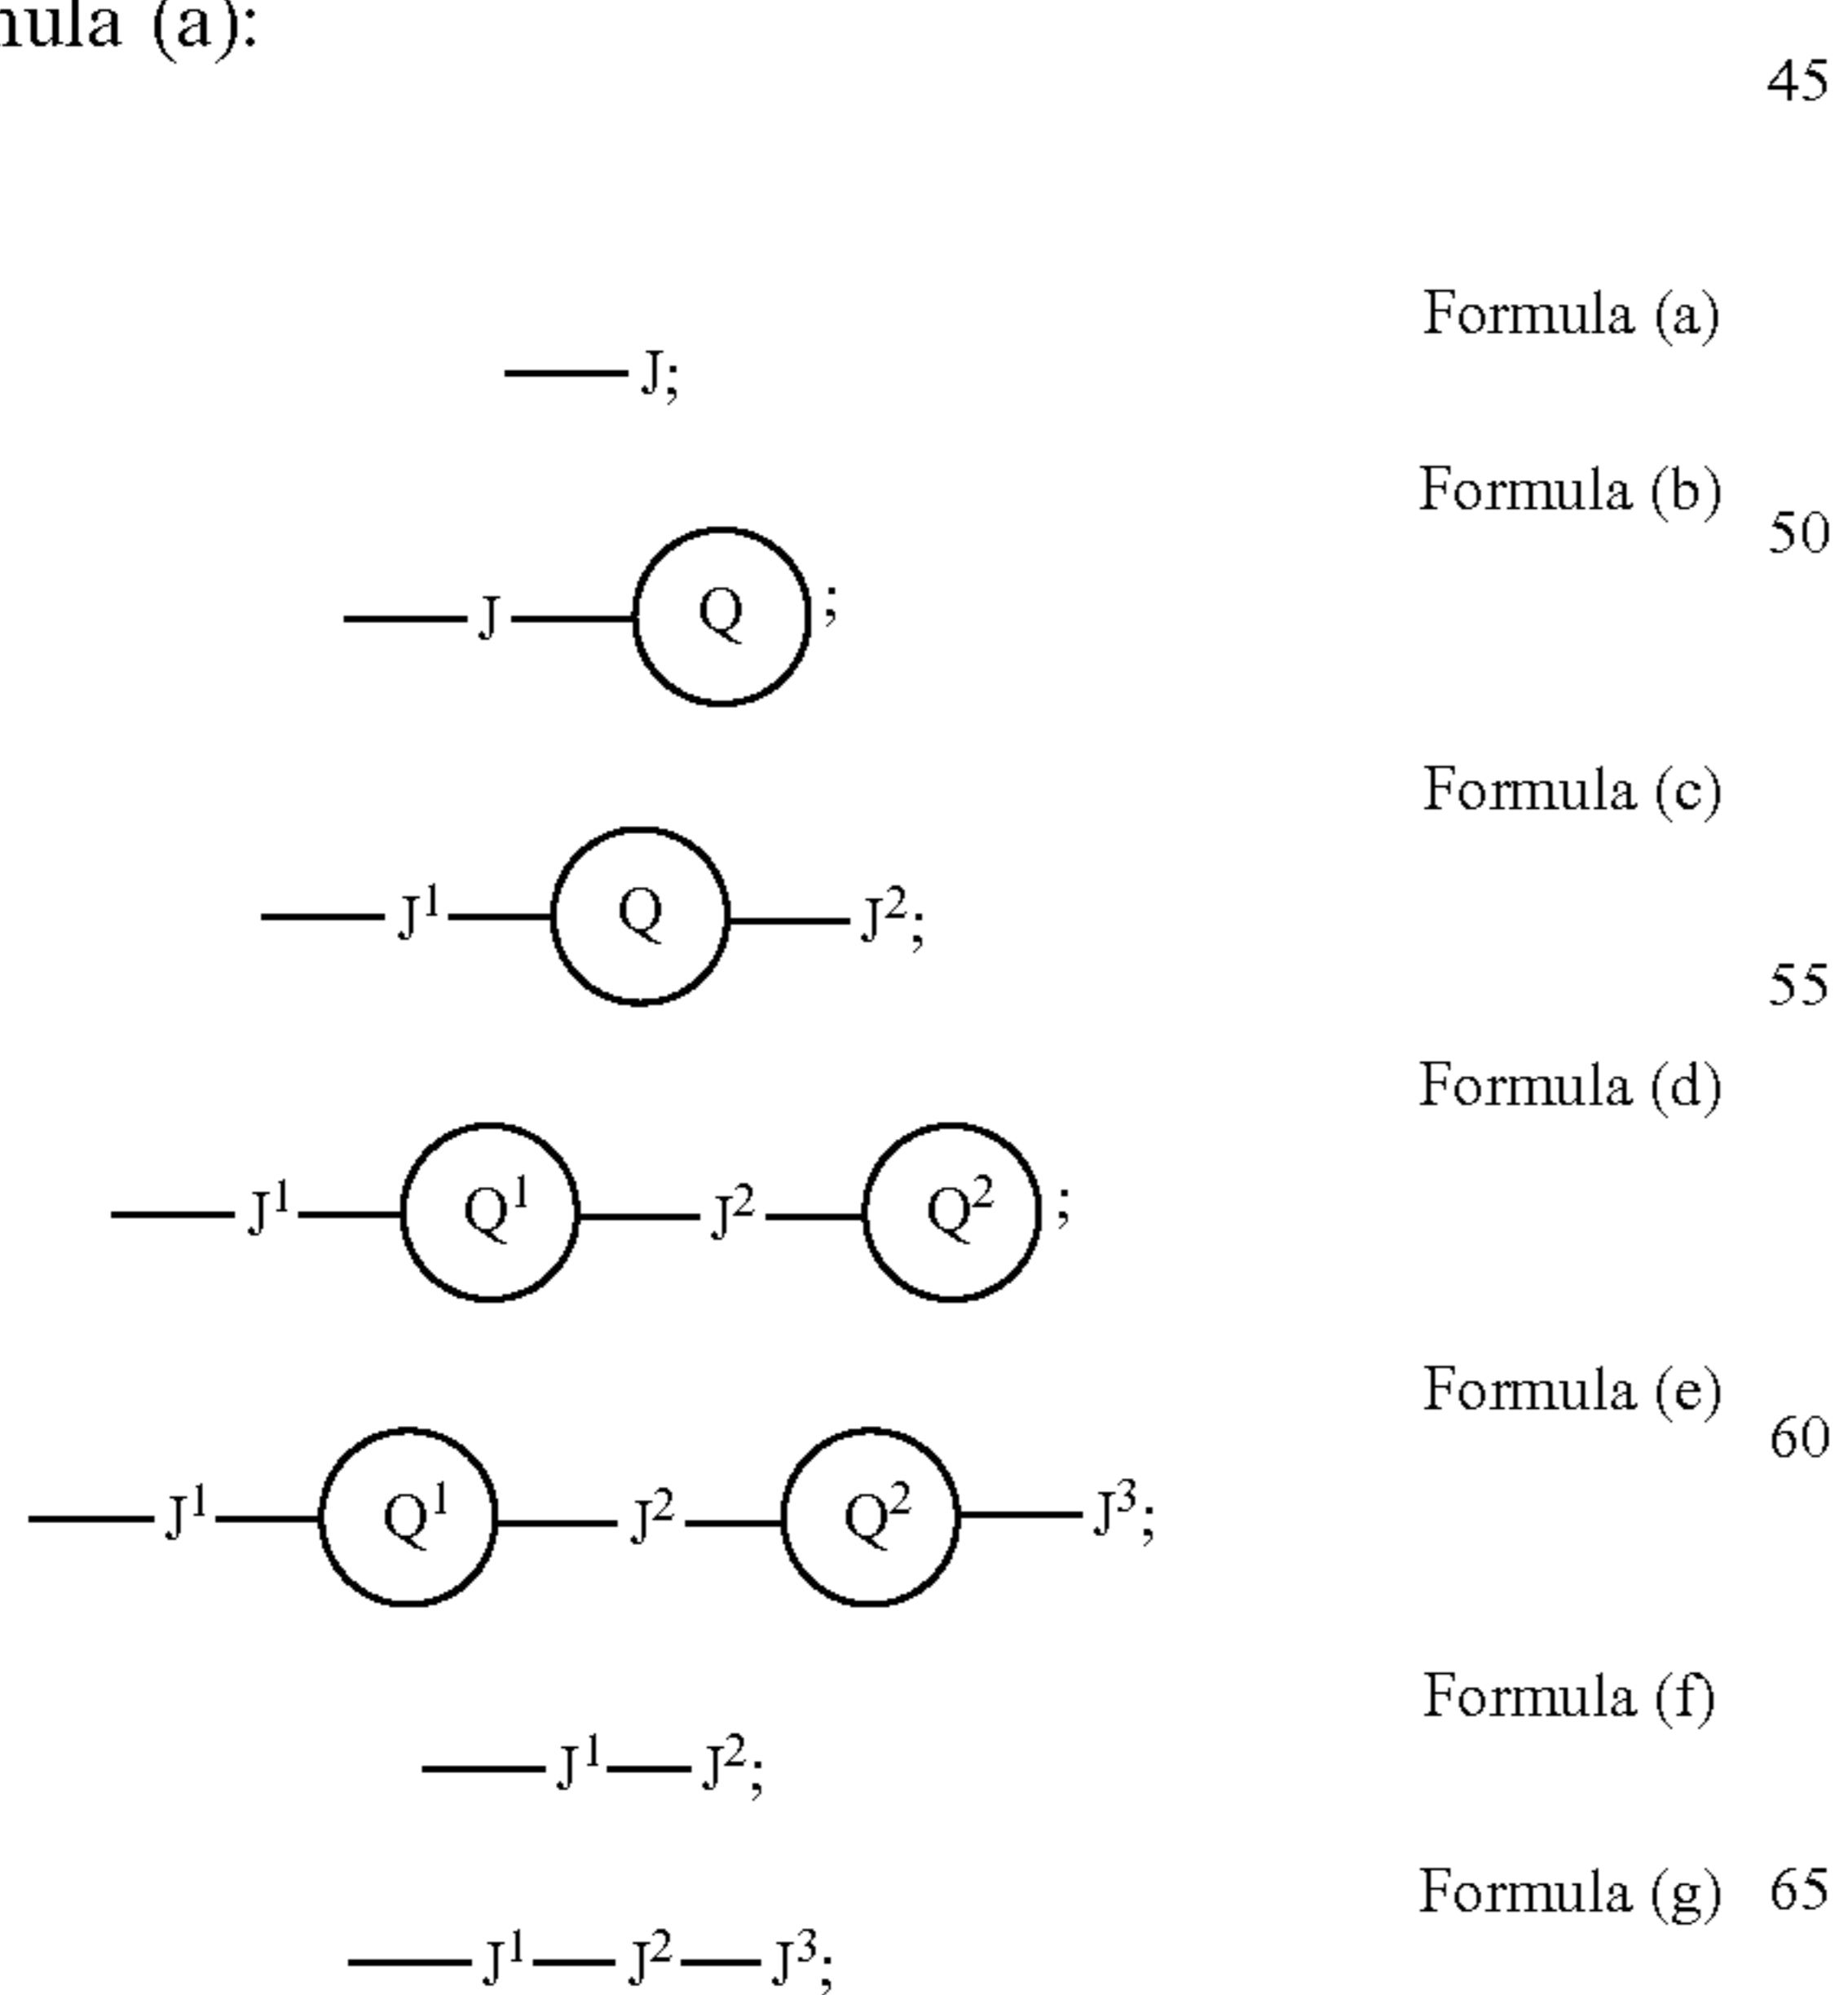 nula (a):
45
Formula (a)
—J;
Formula (b)
50
—J—Q;
Formula (c)
—J¹—Q—J²;
55
Formula (d)
—J¹—Q¹—J²—Q²;
Formula (e)
60
—J¹—Q¹—J²—Q²—J³;
Formula (f)
—J¹—J²;
Formula (g) 65
—J¹—J²—J³;